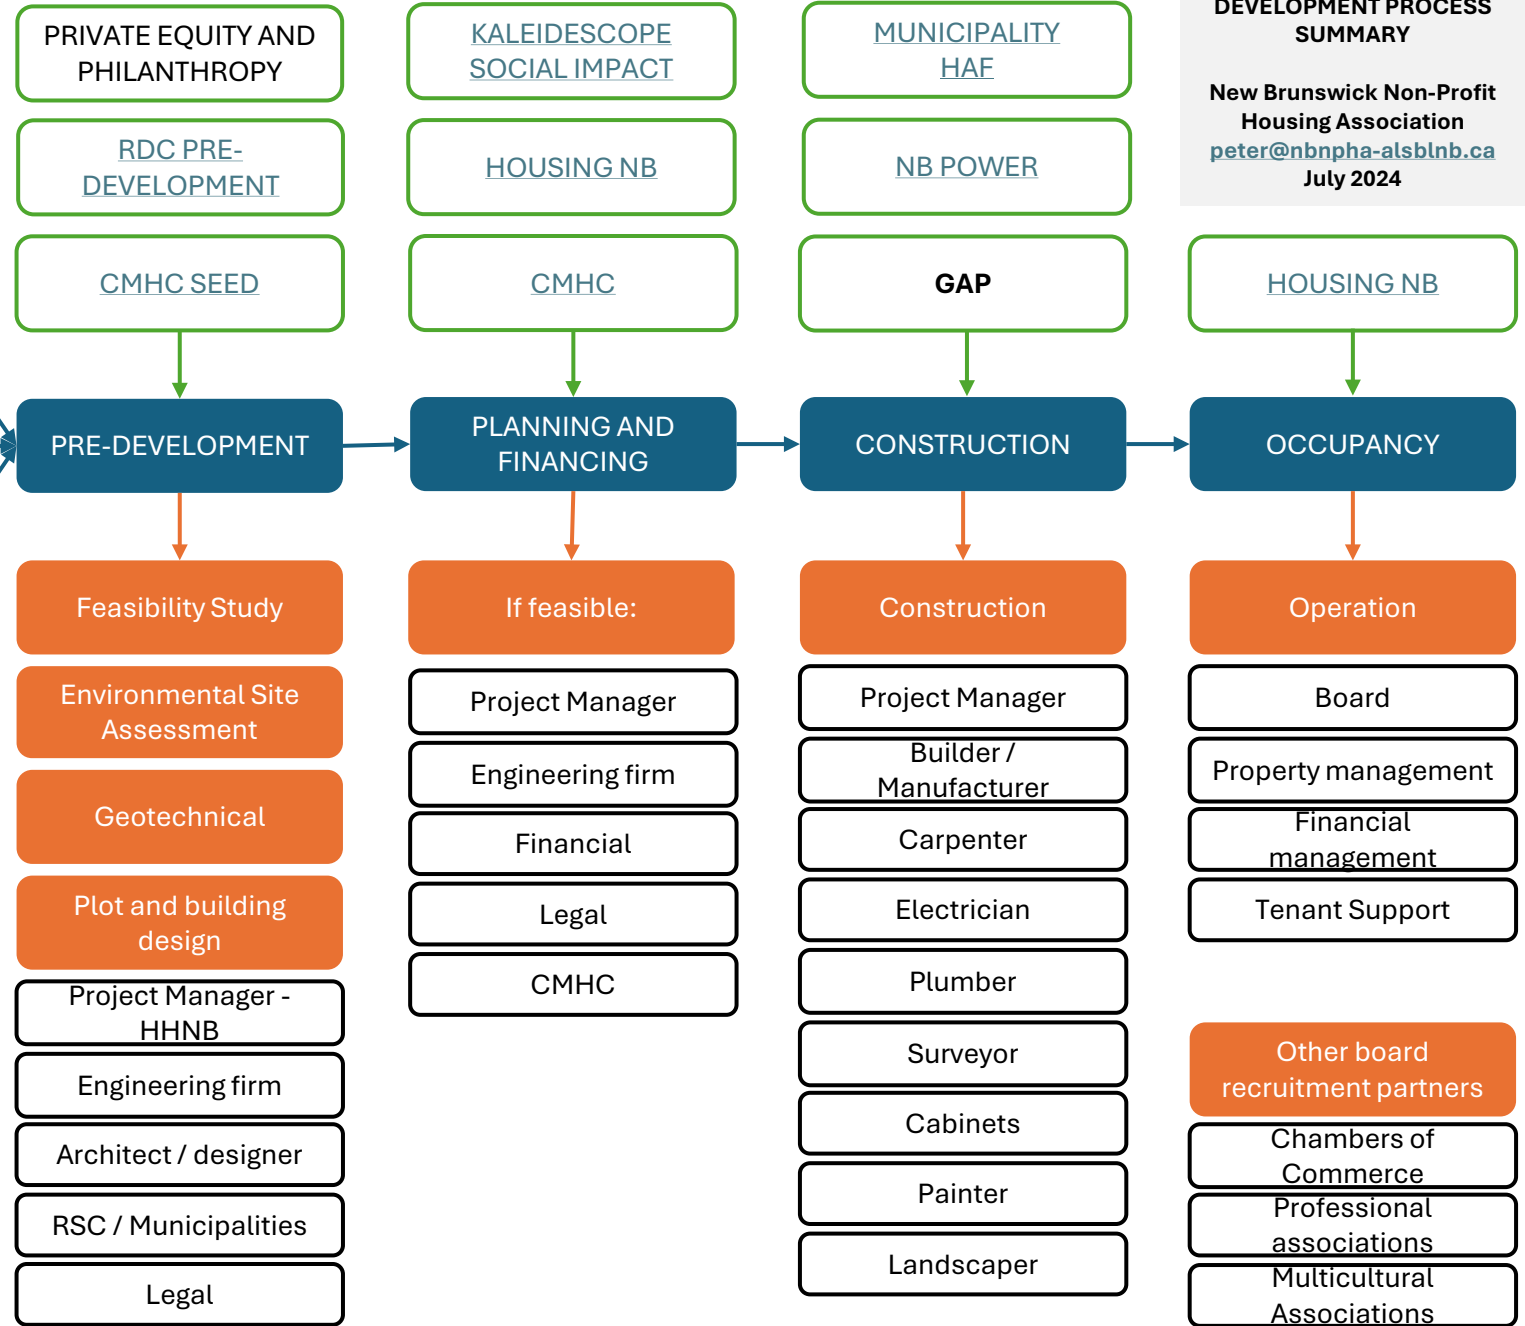 PRIVATE EQUITY AND
PHILANTHROPY
KALEIDESCOPE
SOCIAL IMPACT
MUNICIPALITY
HAF
DEVELOPMENT PROCESS
SUMMARY
New Brunswick Non-Profit
Housing Association
peter@nbnpha-alsblnb.ca
July 2024
RDC PRE-
DEVELOPMENT
HOUSING NB
NB POWER
CMHC SEED
CMHC
GAP
HOUSING NB
PRE-DEVELOPMENT
PLANNING AND
FINANCING
CONSTRUCTION
OCCUPANCY
Feasibility Study
Environmental Site
Assessment
Geotechnical
Plot and building
design
Project Manager -
HHNB
Engineering firm
Architect / designer
RSC / Municipalities
Legal
If feasible:
Project Manager
Engineering firm
Financial
Legal
CMHC
Construction
Project Manager
Builder /
Manufacturer
Carpenter
Electrician
Plumber
Surveyor
Cabinets
Painter
Landscaper
Operation
Board
Property management
Financial
management
Tenant Support
Other board
recruitment partners
Chambers of
Commerce
Professional
associations
Multicultural
Associations